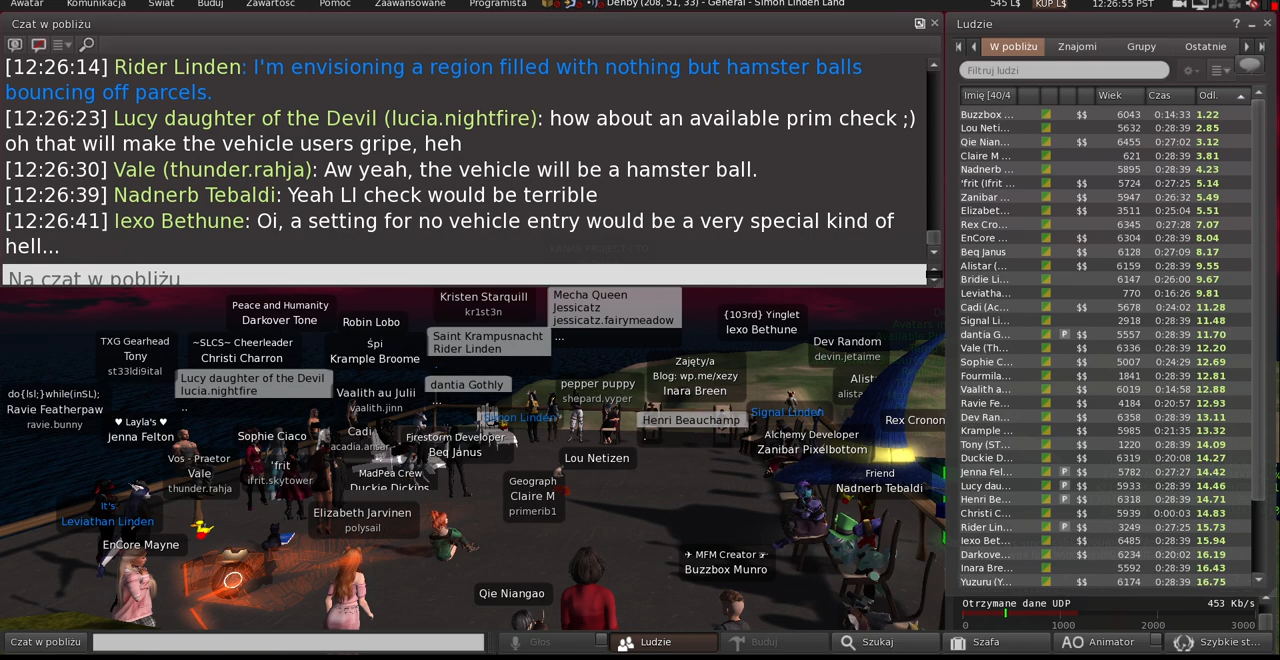 Awatar Komunikacja Świat Buduj Zawartość Pomoc Zaawansowane Programista Denby (208, 51, 33) - General - Simon Linden Land 545 L$ KUP L$ 12:26:55 PST
Czat w pobliżu
[12:26:14] Rider Linden: I'm envisioning a region filled with nothing but hamster balls
bouncing off parcels.
[12:26:23] Lucy daughter of the Devil (lucia.nightfire): how about an available prim check ;)
oh that will make the vehicle users gripe, heh
[12:26:30] Vale (thunder.rahja): Aw yeah, the vehicle will be a hamster ball.
[12:26:39] Nadnerb Tebaldi: Yeah LI check would be terrible
[12:26:41] Iexo Bethune: Oi, a setting for no vehicle entry would be a very special kind of
hell...
Na czat w pobliżu
Peace and Humanity
Darkover Tone
Robin Lobo
Kristen Starquill
kr1st3n
Mecha Queen
Jessicatz
jessicatz.fairymeadow
...
{103rd} Yinglet
Iexo Bethune
TXG Gearhead
Tony
st33ldi9ital
~SLCS~ Cheerleader
Christi Charron
Śpi
Krample Broome
Saint Krampusnacht
Rider Linden
Dev Random
devin.jetaime
Lucy daughter of the Devil
lucia.nightfire
..
Vaalith au Julii
vaalith.jinn
dantia Gothly
...
pepper puppy
shepard.vyper
Zajęty/a
Blog: wp.me/xezy
Inara Breen
Alist
alista
do{lsl;}while(inSL);
Ravie Featherpaw
ravie.bunny
♥ Layla's ♥
Jenna Felton
Sophie Ciaco
Cadi
acadia.ansar
Firestorm Developer
Beq Janus
Simon Linden
Henri Beauchamp
Signal Linden
Rex Cronon
Alchemy Developer
Zanibar Pixelbottom
Vos - Praetor
Vale
thunder.rahja
'frit
ifrit.skytower
MadPea Crew
Duckie Dickins
Lou Netizen
Geograph
Claire M
primerib1
Friend
Nadnerb Tebaldi
It's
Leviathan Linden
Elizabeth Jarvinen
polysail
EnCore Mayne
✈ MFM Creator ✈
Buzzbox Munro
Qie Niangao
Ludzie
W pobliżu Znajomi Grupy Ostatnie
Filtruj ludzi
Imię [40/4 Wiek Czas Odl.
Buzzbox ... $$ 6043 0:14:33 1.22
Lou Neti... 5632 0:28:39 2.85
Qie Nian... $$ 6455 0:27:02 3.12
Claire M ... 621 0:28:39 3.81
Nadnerb ... 5895 0:28:39 4.23
'frit (Ifrit ... $$ 5724 0:27:25 5.14
Zanibar ... $$ 5947 0:26:32 5.49
Elizabet... $$ 3511 0:25:04 5.51
Rex Cro... 6345 0:27:28 7.07
EnCore ... $$ 6304 0:28:39 8.04
Beq Janus $$ 6128 0:27:09 8.17
Alistar (... $$ 6159 0:28:39 9.55
Bridie Li... 6147 0:26:00 9.67
Leviatha... 770 0:16:26 9.81
Cadi (Ac... $$ 5678 0:24:02 11.28
Signal Li... 2918 0:28:39 11.48
dantia G... P $$ 5557 0:28:39 11.70
Vale (Th... $$ 6336 0:28:39 12.20
Sophie C... $$ 5007 0:24:29 12.69
Fourmila... $$ 1841 0:28:39 12.81
Vaalith a... $$ 6019 0:14:58 12.88
Ravie Fe... $$ 4184 0:20:57 12.93
Dev Ran... $$ 6358 0:28:39 13.11
Krample ... $$ 5985 0:21:35 13.32
Tony (ST... $$ 1220 0:28:39 14.09
Duckie D... $$ 6319 0:20:08 14.27
Jenna Fel... P $$ 5782 0:27:27 14.42
Lucy dau... P $$ 5933 0:28:39 14.46
Henri Be... P $$ 6318 0:28:39 14.71
Christi C... $$ 5939 0:00:03 14.83
Rider Lin... P $$ 3249 0:27:25 15.73
Iexo Bet... $$ 6485 0:28:39 15.94
Darkove... $$ 6234 0:20:02 16.19
Inara Bre... 5592 0:28:39 16.43
Yuzuru (Y... $$ 6174 0:28:39 16.75
Otrzymane dane UDP 453 Kb/s
0 1000 2000 3000
Czat w pobliżu Głos Ludzie Buduj Szukaj Szafa AO Animator Szybkie st...